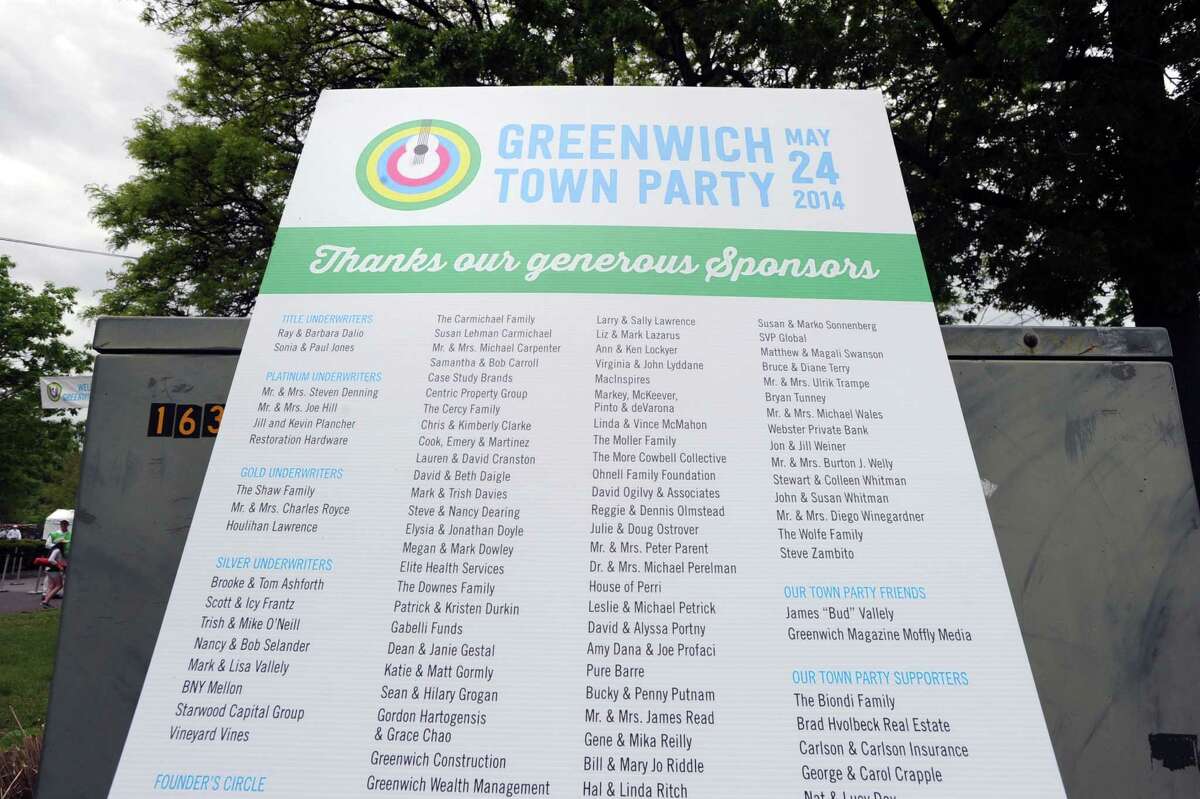 GREENWICH
TOWN PARTY
MAY
24
2014
Thanks our generous Sponsors
TITLE UNDERWRITERS
Ray & Barbara Dalio
Sonia & Paul Jones
PLATINUM UNDERWRITERS
Mr. & Mrs. Steven Denning
Mr. & Mrs. Joe Hill
Jill and Kevin Plancher
Restoration Hardware
GOLD UNDERWRITERS
The Shaw Family
Mr. & Mrs. Charles Royce
Houlihan Lawrence
SILVER UNDERWRITERS
Brooke & Tom Ashforth
Scott & Icy Frantz
Trish & Mike O'Neill
Nancy & Bob Selander
Mark & Lisa Vallely
BNY Mellon
Starwood Capital Group
Vineyard Vines
FOUNDER'S CIRCLE
The Carmichael Family
Susan Lehman Carmichael
Mr. & Mrs. Michael Carpenter
Samantha & Bob Carroll
Case Study Brands
Centric Property Group
The Cercy Family
Chris & Kimberly Clarke
Cook, Emery & Martinez
Lauren & David Cranston
David & Beth Daigle
Mark & Trish Davies
Steve & Nancy Dearing
Elysia & Jonathan Doyle
Megan & Mark Dowley
Elite Health Services
The Downes Family
Patrick & Kristen Durkin
Gabelli Funds
Dean & Janie Gestal
Katie & Matt Gormly
Sean & Hilary Grogan
Gordon Hartogensis
& Grace Chao
Greenwich Construction
Greenwich Wealth Management
Larry & Sally Lawrence
Liz & Mark Lazarus
Ann & Ken Lockyer
Virginia & John Lyddane
MacInspires
Markey, McKeever,
Pinto & deVarona
Linda & Vince McMahon
The Moller Family
The More Cowbell Collective
Ohnell Family Foundation
David Ogilvy & Associates
Reggie & Dennis Olmstead
Julie & Doug Ostrover
Mr. & Mrs. Peter Parent
Dr. & Mrs. Michael Perelman
House of Perri
Leslie & Michael Petrick
David & Alyssa Portny
Amy Dana & Joe Profaci
Pure Barre
Bucky & Penny Putnam
Mr. & Mrs. James Read
Gene & Mika Reilly
Bill & Mary Jo Riddle
Hal & Linda Ritch
Susan & Marko Sonnenberg
SVP Global
Matthew & Magali Swanson
Bruce & Diane Terry
Mr. & Mrs. Ulrik Trampe
Bryan Tunney
Mr. & Mrs. Michael Wales
Webster Private Bank
Jon & Jill Weiner
Mr. & Mrs. Burton J. Welly
Stewart & Colleen Whitman
John & Susan Whitman
Mr. & Mrs. Diego Winegardner
The Wolfe Family
Steve Zambito
OUR TOWN PARTY FRIENDS
James "Bud" Vallely
Greenwich Magazine Moffly Media
OUR TOWN PARTY SUPPORTERS
The Biondi Family
Brad Hvolbeck Real Estate
Carlson & Carlson Insurance
George & Carol Crapple
Nat & Lucy Day
163